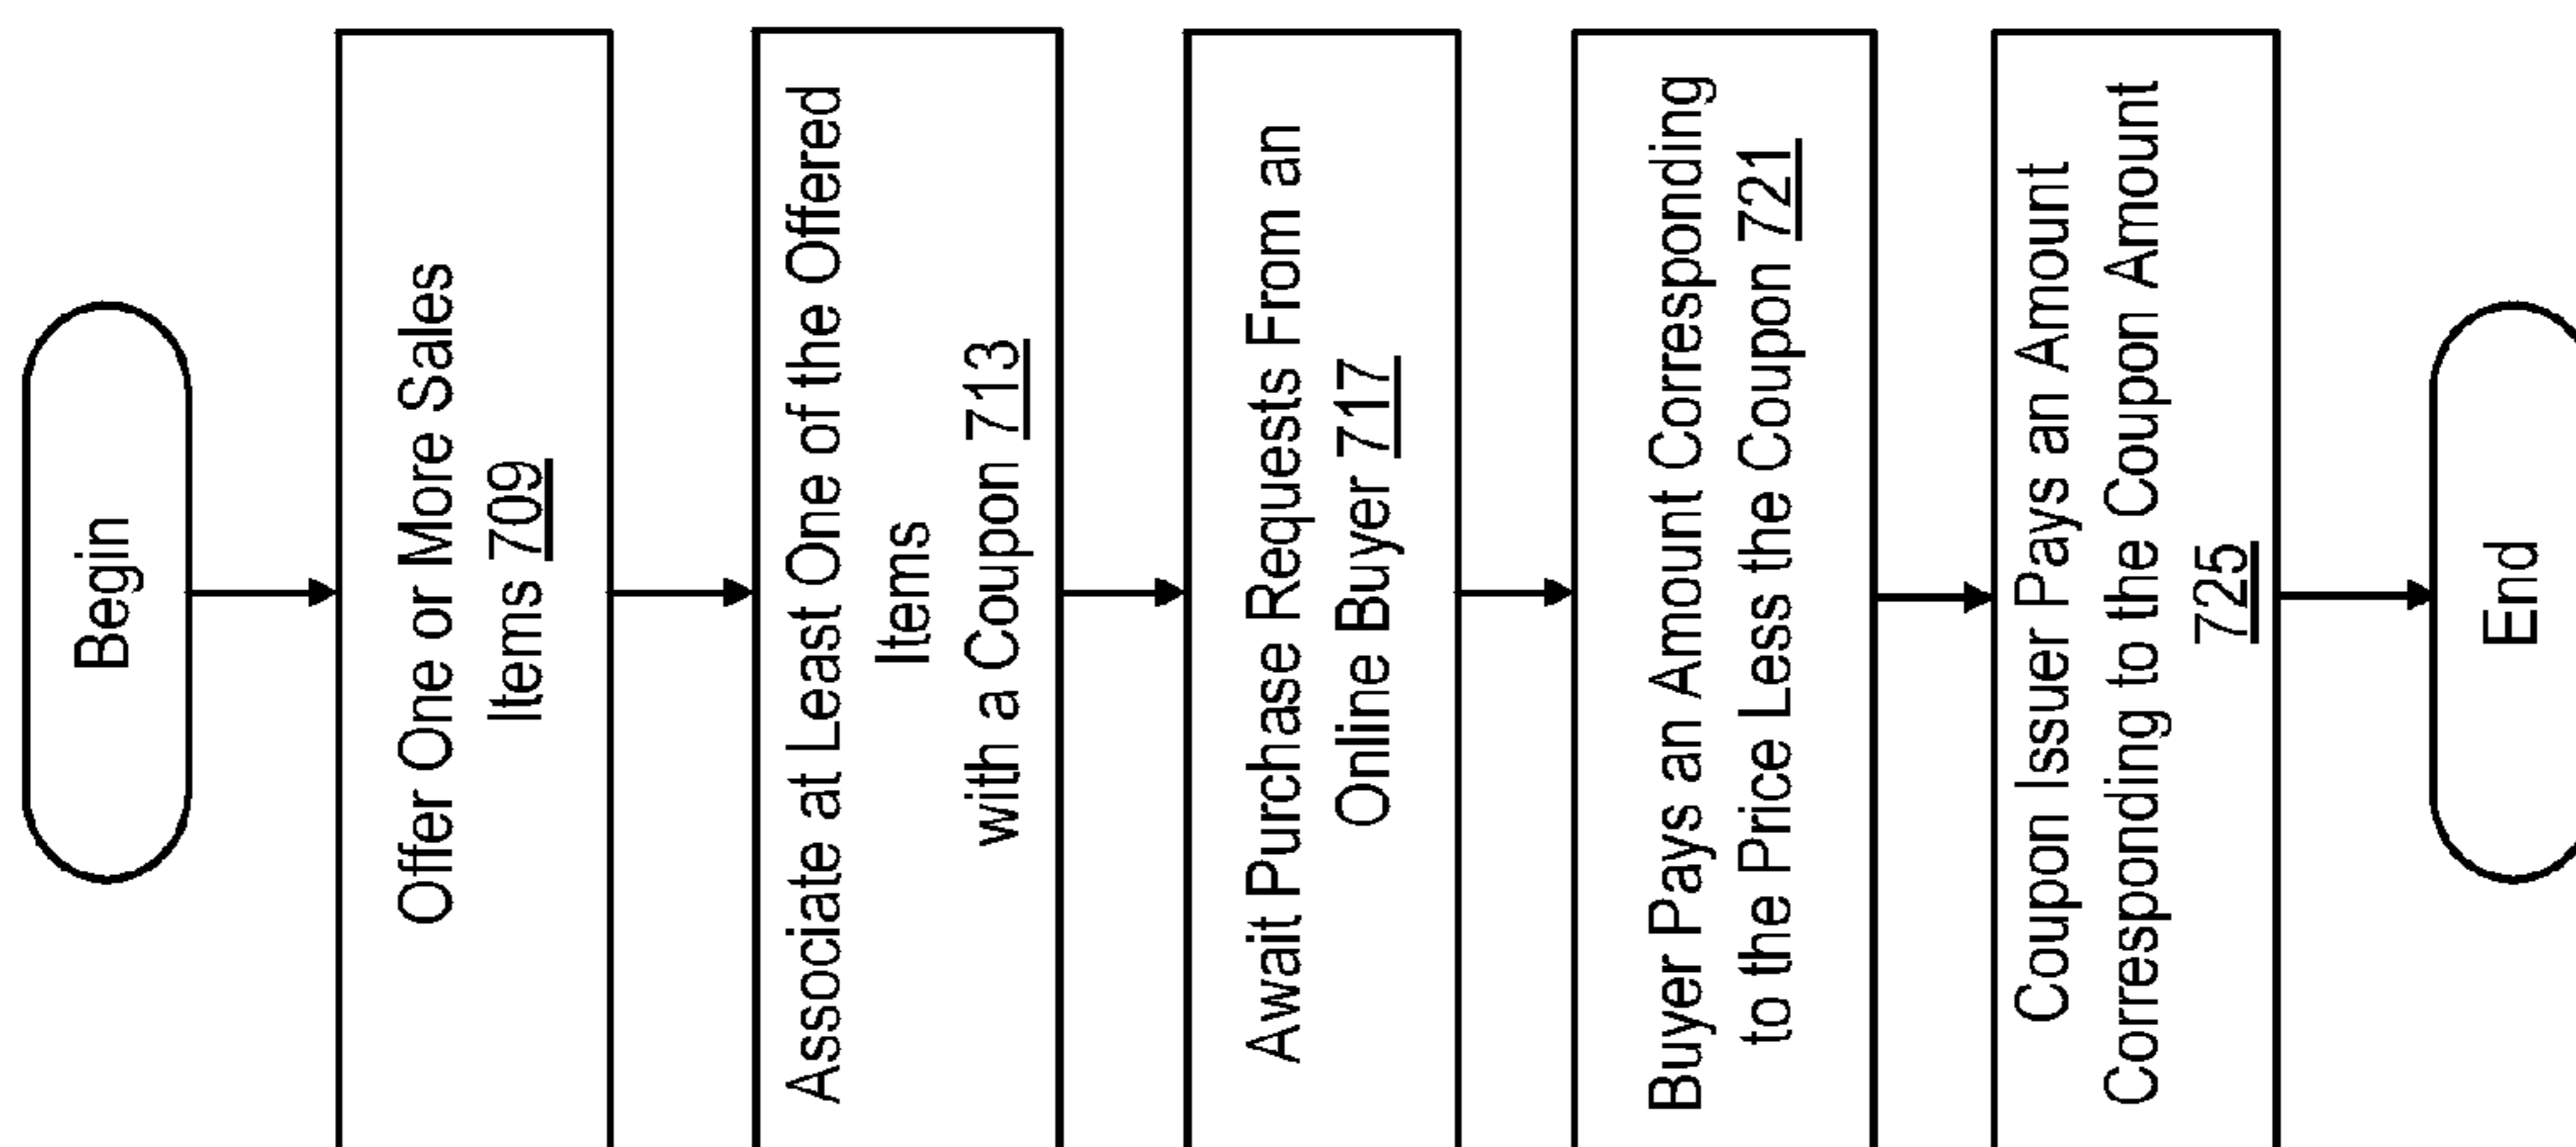 Begin
Offer One or More Sales
Items 709
Associate at Least One of the Offered
Items
with a Coupon 713
Await Purchase Requests From an
Online Buyer 717
Buyer Pays an Amount Corresponding
to the Price Less the Coupon 721
Coupon Issuer Pays an Amount
Corresponding to the Coupon Amount
725
End